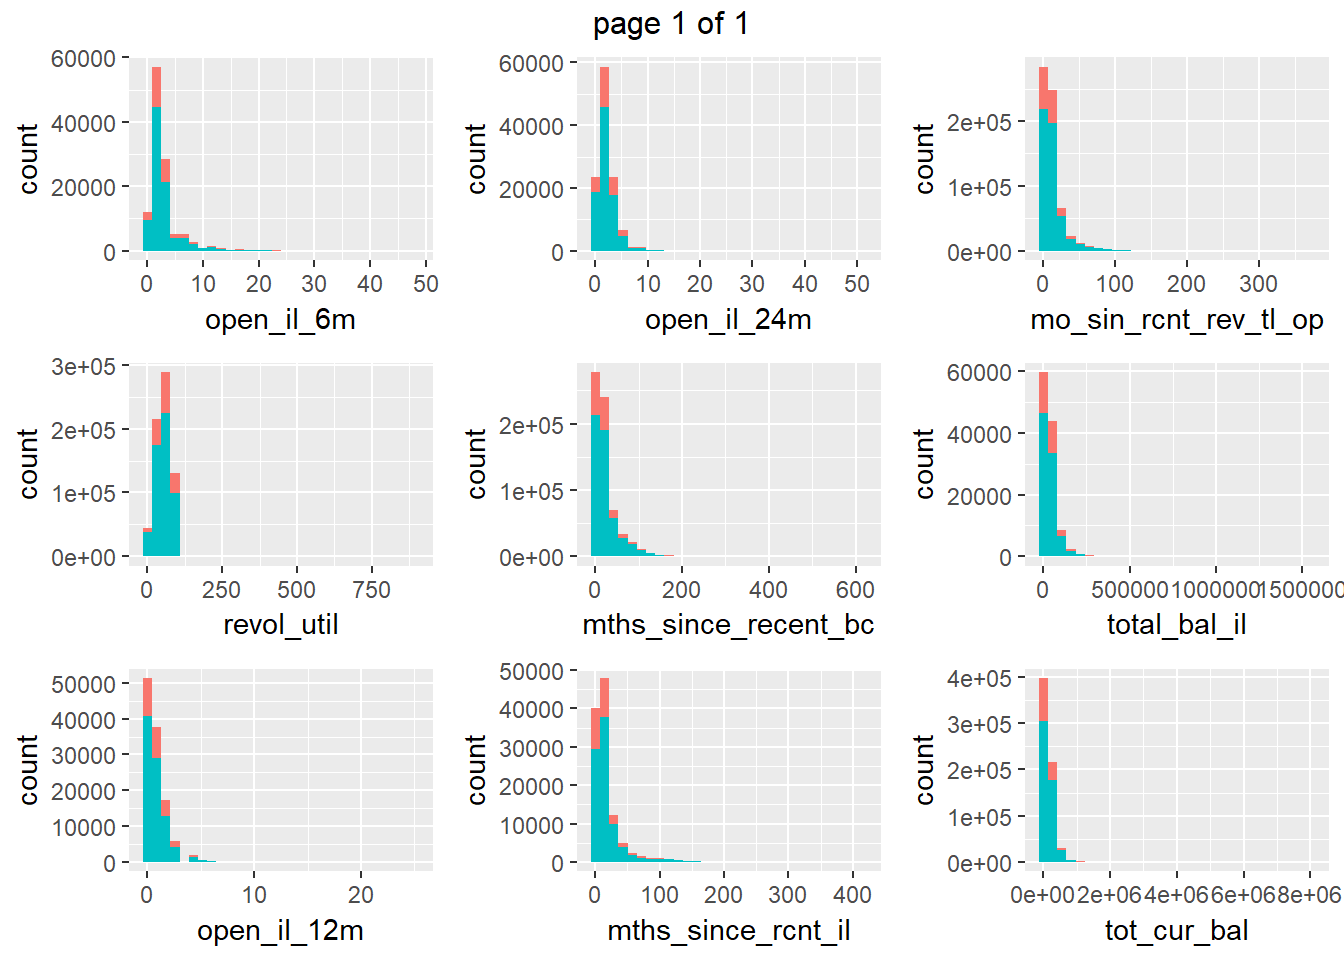 page 1 of 1
count
60000
40000
20000
0
0 10 20 30 40 50
open_il_6m
count
60000
40000
20000
0
0 10 20 30 40 50
open_il_24m
count
2e+05
1e+05
0e+00
0 100 200 300
mo_sin_rcnt_rev_tl_op
count
3e+05
2e+05
1e+05
0e+00
0 250 500 750
revol_util
count
2e+05
1e+05
0e+00
0 200 400 600
mths_since_recent_bc
count
60000
40000
20000
0
0 500000 1000000 1500000
total_bal_il
count
50000
40000
30000
20000
10000
0
0 10 20
open_il_12m
count
50000
40000
30000
20000
10000
0
0 100 200 300 400
mths_since_rcnt_il
count
4e+05
3e+05
2e+05
1e+05
0e+00
0e+00 2e+06 4e+06 6e+06 8e+06
tot_cur_bal